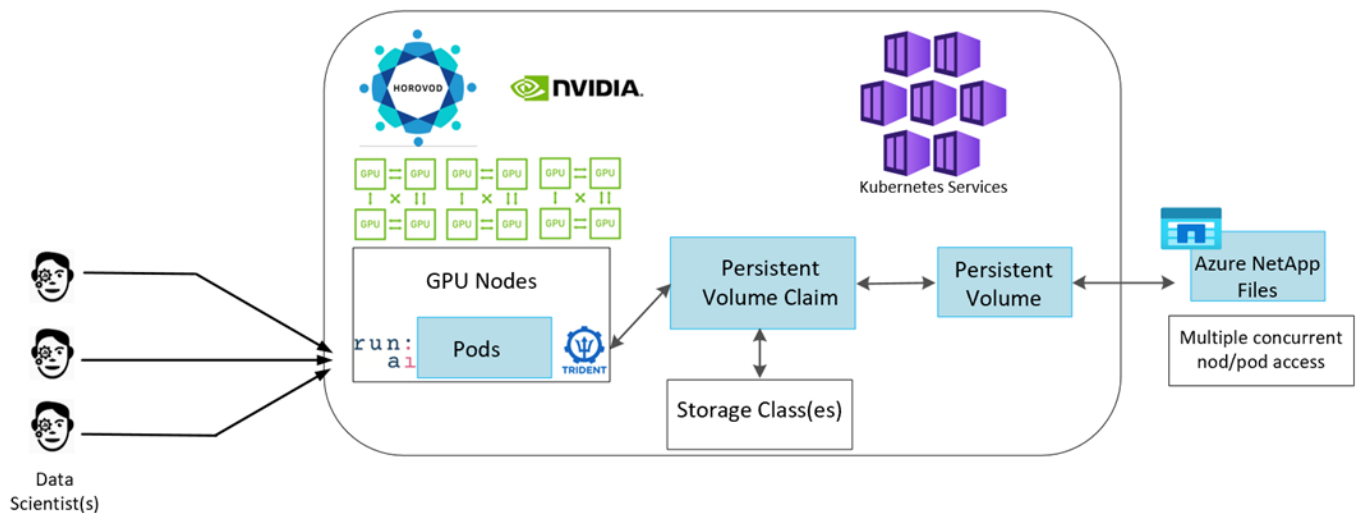 HOROVOD
NVIDIA.
GPU GPU GPU GPU GPU GPU
GPU GPU GPU GPU GPU GPU
Kubernetes Services
GPU Nodes
run:
ai
Pods
TRIDENT
Persistent
Volume Claim
Storage Class(es)
Persistent
Volume
Azure NetApp
Files
Multiple concurrent
nod/pod access
Data
Scientist(s)